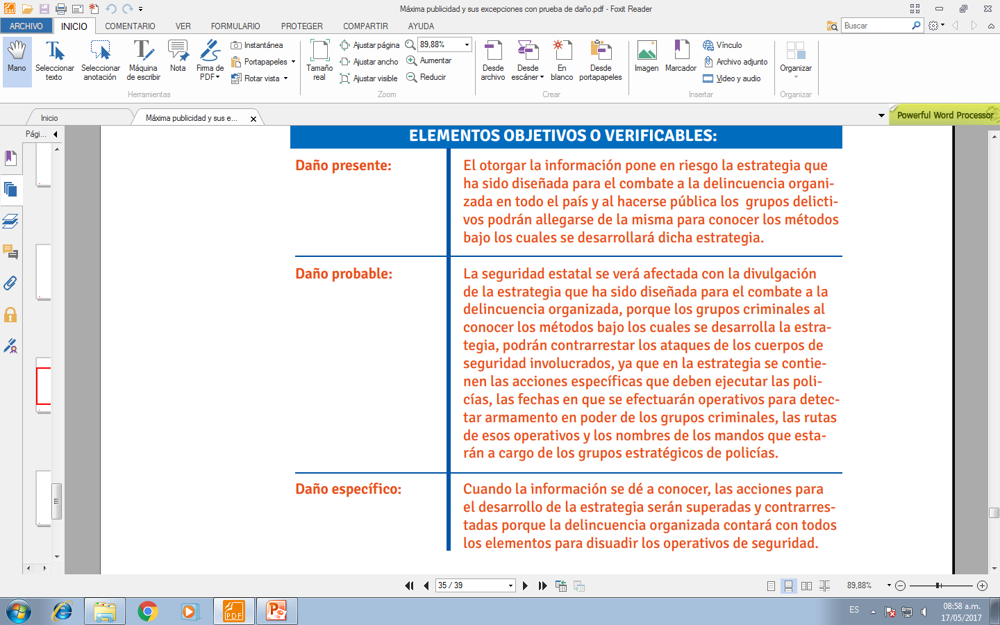 Máxima publicidad y sus excepciones con prueba de daño.pdf - Foxit Reader
ARCHIVO INICIO COMENTARIO VER FORMULARIO PROTEGER COMPARTIR AYUDA
Buscar
Mano
Seleccionar texto
Seleccionar anotación
Máquina de escribir
Nota
Fima de PDF
Instantánea
Portapapeles
Rotar vista
Herramientas
Tamaño real
Ajustar página
Ajustar ancho
Ajustar visible
89,88%
Aumentar
Reducir
Zoom
Desde archivo
Desde escáner
En blanco
Desde portapapeles
Crear
Imagen
Marcador
Vínculo
Archivo adjunto
Video y audio
Insertar
Organizar
Organizar
Inicio
Máxima publicidad y sus e...
Powerful Word Processor
Pági...
ELEMENTOS OBJETIVOS O VERIFICABLES:
Daño presente:
El otorgar la información pone en riesgo la estrategia que
ha sido diseñada para el combate a la delincuencia organi-
zada en todo el país y al hacerse pública los grupos delicti-
vos podrán allegarse de la misma para conocer los métodos
bajo los cuales se desarrollará dicha estrategia.
Daño probable:
La seguridad estatal se verá afectada con la divulgación
de la estrategia que ha sido diseñada para el combate a la
delincuencia organizada, porque los grupos criminales al
conocer los métodos bajo los cuales se desarrolla la estra-
tegia, podrán contrarrestar los ataques de los cuerpos de
seguridad involucrados, ya que en la estrategia se contie-
nen las acciones específicas que deben ejecutar las poli-
cías, las fechas en que se efectuarán operativos para detec-
tar armamento en poder de los grupos criminales, las rutas
de esos operativos y los nombres de los mandos que esta-
rán a cargo de los grupos estratégicos de policías.
Daño específico:
Cuando la información se dé a conocer, las acciones para
el desarrollo de la estrategia serán superadas y contrarres-
tadas porque la delincuencia organizada contará con todos
los elementos para disuadir los operativos de seguridad.
35 / 39
89,88%
PDF
ES
08:58 a.m.
17/05/2017